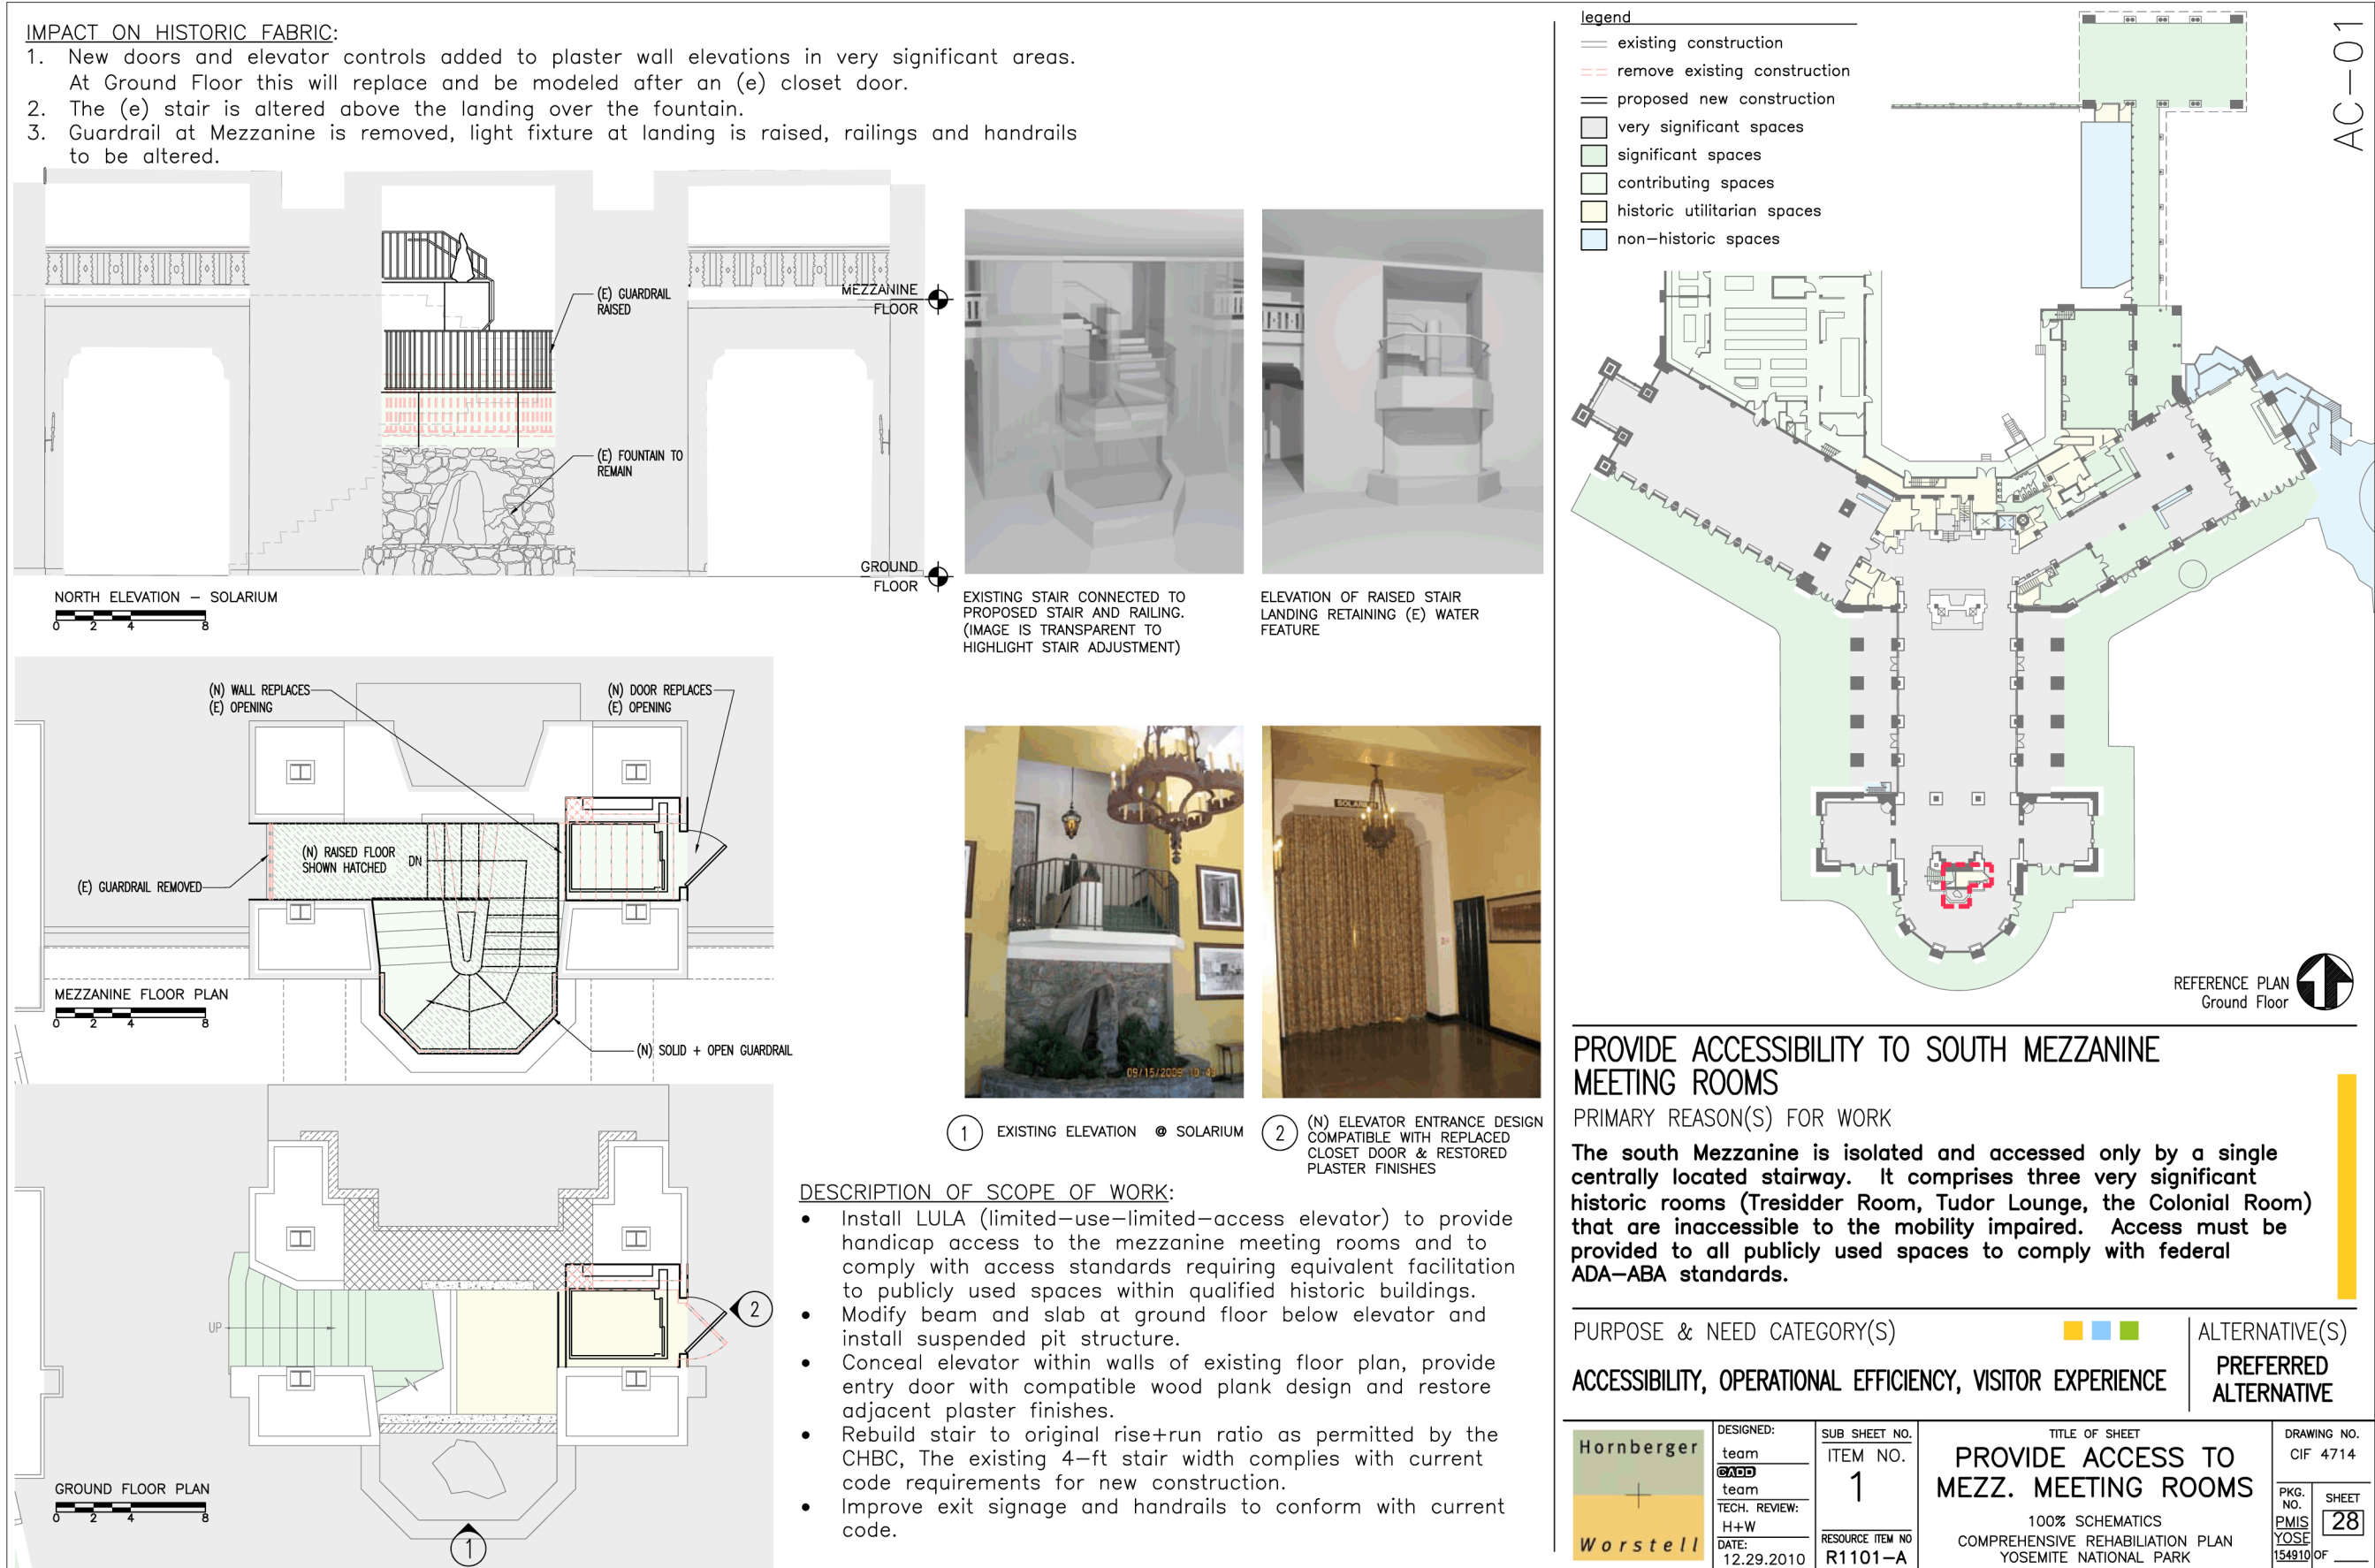 IMPACT ON HISTORIC FABRIC:
1. New doors and elevator controls added to plaster wall elevations in very significant areas.
At Ground Floor this will replace and be modeled after an (e) closet door.
2. The (e) stair is altered above the landing over the fountain.
3. Guardrail at Mezzanine is removed, light fixture at landing is raised, railings and handrails
to be altered.
(E) GUARDRAIL
RAISED
MEZZANINE
FLOOR
(E) FOUNTAIN TO
REMAIN
GROUND
FLOOR
NORTH ELEVATION – SOLARIUM
0 2 4 8
EXISTING STAIR CONNECTED TO
PROPOSED STAIR AND RAILING.
(IMAGE IS TRANSPARENT TO
HIGHLIGHT STAIR ADJUSTMENT)
ELEVATION OF RAISED STAIR
LANDING RETAINING (E) WATER
FEATURE
(N) WALL REPLACES
(E) OPENING
(N) DOOR REPLACES
(E) OPENING
(N) RAISED FLOOR
SHOWN HATCHED
DN
(E) GUARDRAIL REMOVED
MEZZANINE FLOOR PLAN
0 2 4 8
(N) SOLID + OPEN GUARDRAIL
UP
2
GROUND FLOOR PLAN
0 2 4 8
1
SOLARIUM
09/15/2009 10:49
1 EXISTING ELEVATION @ SOLARIUM
2 (N) ELEVATOR ENTRANCE DESIGN
COMPATIBLE WITH REPLACED
CLOSET DOOR & RESTORED
PLASTER FINISHES
DESCRIPTION OF SCOPE OF WORK:
• Install LULA (limited–use–limited–access elevator) to provide
handicap access to the mezzanine meeting rooms and to
comply with access standards requiring equivalent facilitation
to publicly used spaces within qualified historic buildings.
• Modify beam and slab at ground floor below elevator and
install suspended pit structure.
• Conceal elevator within walls of existing floor plan, provide
entry door with compatible wood plank design and restore
adjacent plaster finishes.
• Rebuild stair to original rise+run ratio as permitted by the
CHBC, The existing 4–ft stair width complies with current
code requirements for new construction.
• Improve exit signage and handrails to conform with current
code.
legend
existing construction
remove existing construction
proposed new construction
very significant spaces
significant spaces
contributing spaces
historic utilitarian spaces
non–historic spaces
AC–01
REFERENCE PLAN
Ground Floor
PROVIDE ACCESSIBILITY TO SOUTH MEZZANINE
MEETING ROOMS
PRIMARY REASON(S) FOR WORK
The south Mezzanine is isolated and accessed only by a single
centrally located stairway. It comprises three very significant
historic rooms (Tresidder Room, Tudor Lounge, the Colonial Room)
that are inaccessible to the mobility impaired. Access must be
provided to all publicly used spaces to comply with federal
ADA–ABA standards.
PURPOSE & NEED CATEGORY(S)
ACCESSIBILITY, OPERATIONAL EFFICIENCY, VISITOR EXPERIENCE
ALTERNATIVE(S)
PREFERRED
ALTERNATIVE
Hornberger
Worstell
DESIGNED:
team
CADD
team
TECH. REVIEW:
H+W
DATE:
12.29.2010
SUB SHEET NO.
ITEM NO.
1
RESOURCE ITEM NO
R1101–A
TITLE OF SHEET
PROVIDE ACCESS TO
MEZZ. MEETING ROOMS
100% SCHEMATICS
COMPREHENSIVE REHABILIATION PLAN
YOSEMITE NATIONAL PARK
DRAWING NO.
CIF 4714
PKG.
NO.
PMIS
YOSE
154910
SHEET
28
OF